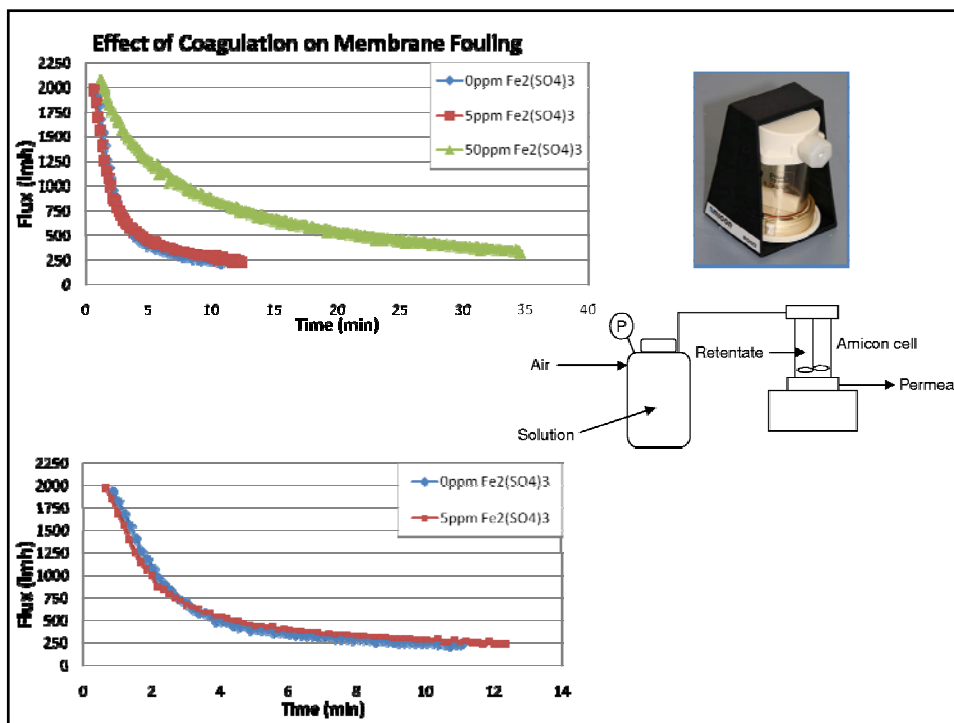 Effect of Coagulation on Membrane Fouling
2250
2000
1750
1500
1250
1000
750
500
250
0
Flux (lmh)
0 5 10 15 20 25 30 35 40
Time (min)
0ppm Fe2(SO4)3
5ppm Fe2(SO4)3
50ppm Fe2(SO4)3
P
Air
Solution
Retentate
Amicon cell
Permea
2250
2000
1750
1500
1250
1000
750
500
250
0
Flux (lmh)
0 2 4 6 8 10 12 14
Time (min)
0ppm Fe2(SO4)3
5ppm Fe2(SO4)3